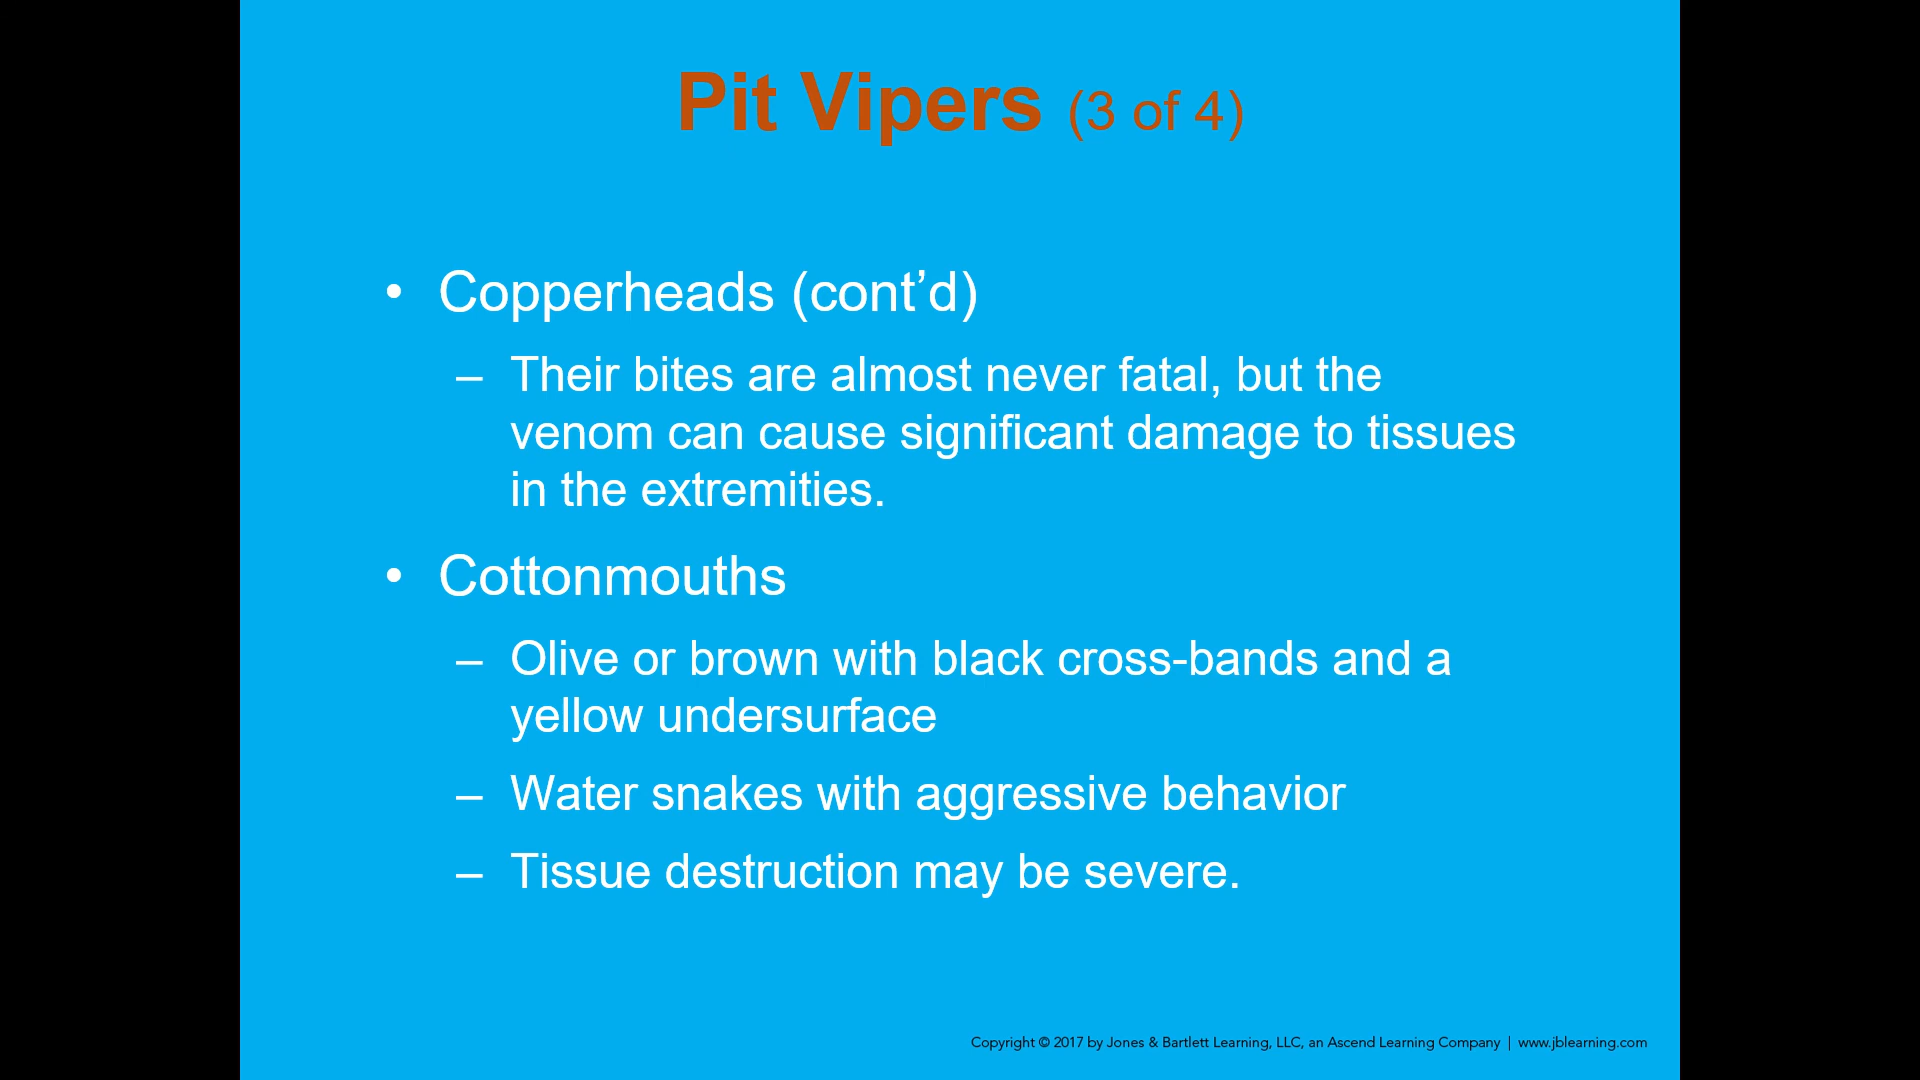 Pit Vipers (3 of 4)
• Copperheads (cont’d)
– Their bites are almost never fatal, but the
venom can cause significant damage to tissues
in the extremities.
• Cottonmouths
– Olive or brown with black cross-bands and a
yellow undersurface
– Water snakes with aggressive behavior
– Tissue destruction may be severe.
Copyright © 2017 by Jones & Bartlett Learning, LLC, an Ascend Learning Company | www.jblearning.com